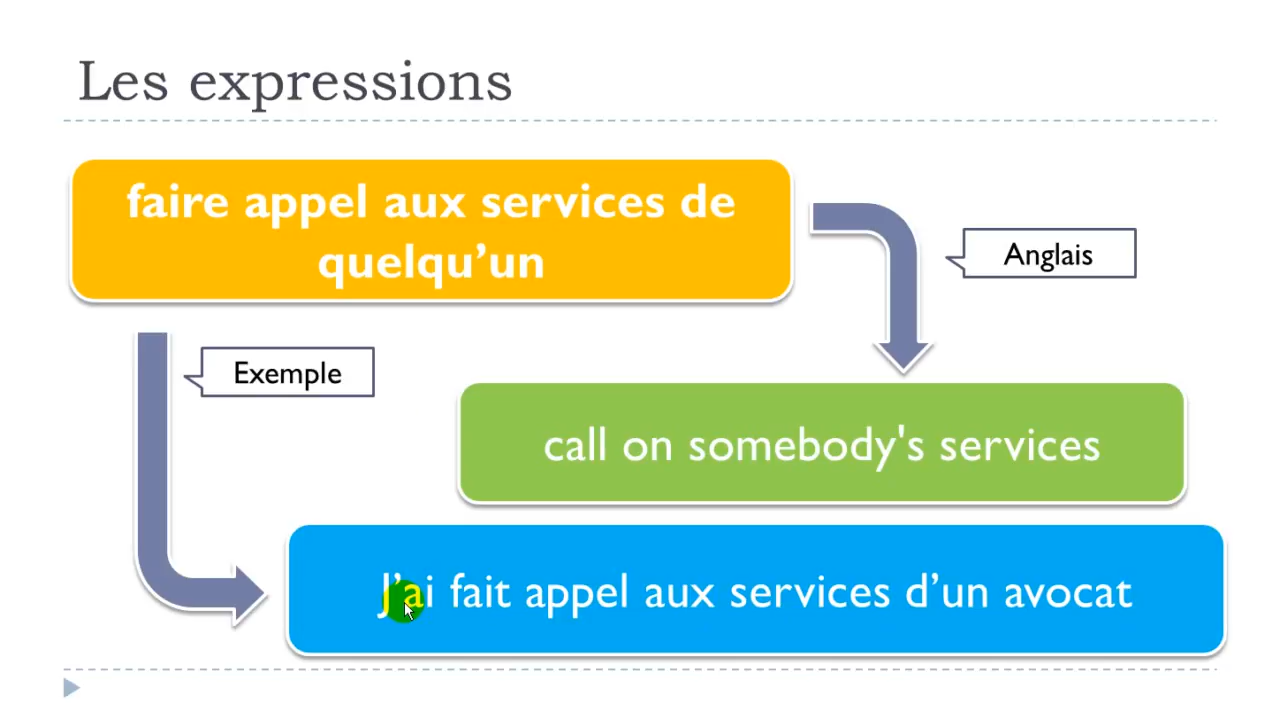 Les expressions
faire appel aux services de
quelqu’un
Anglais
Exemple
call on somebody's services
J’ai fait appel aux services d’un avocat